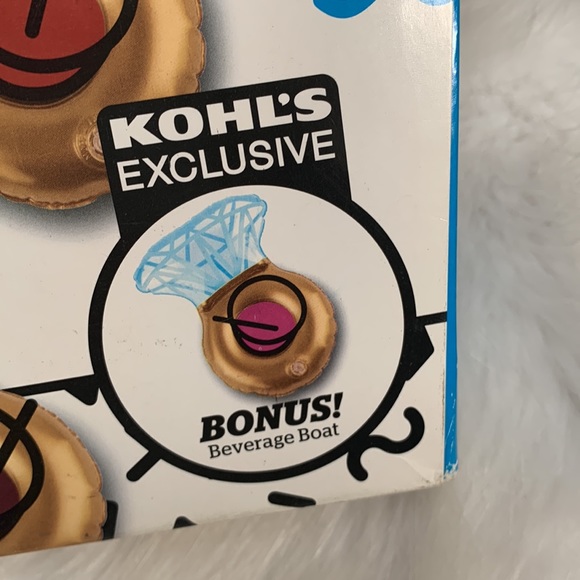 KOHL'S
EXCLUSIVE
BONUS!
Beverage Boat